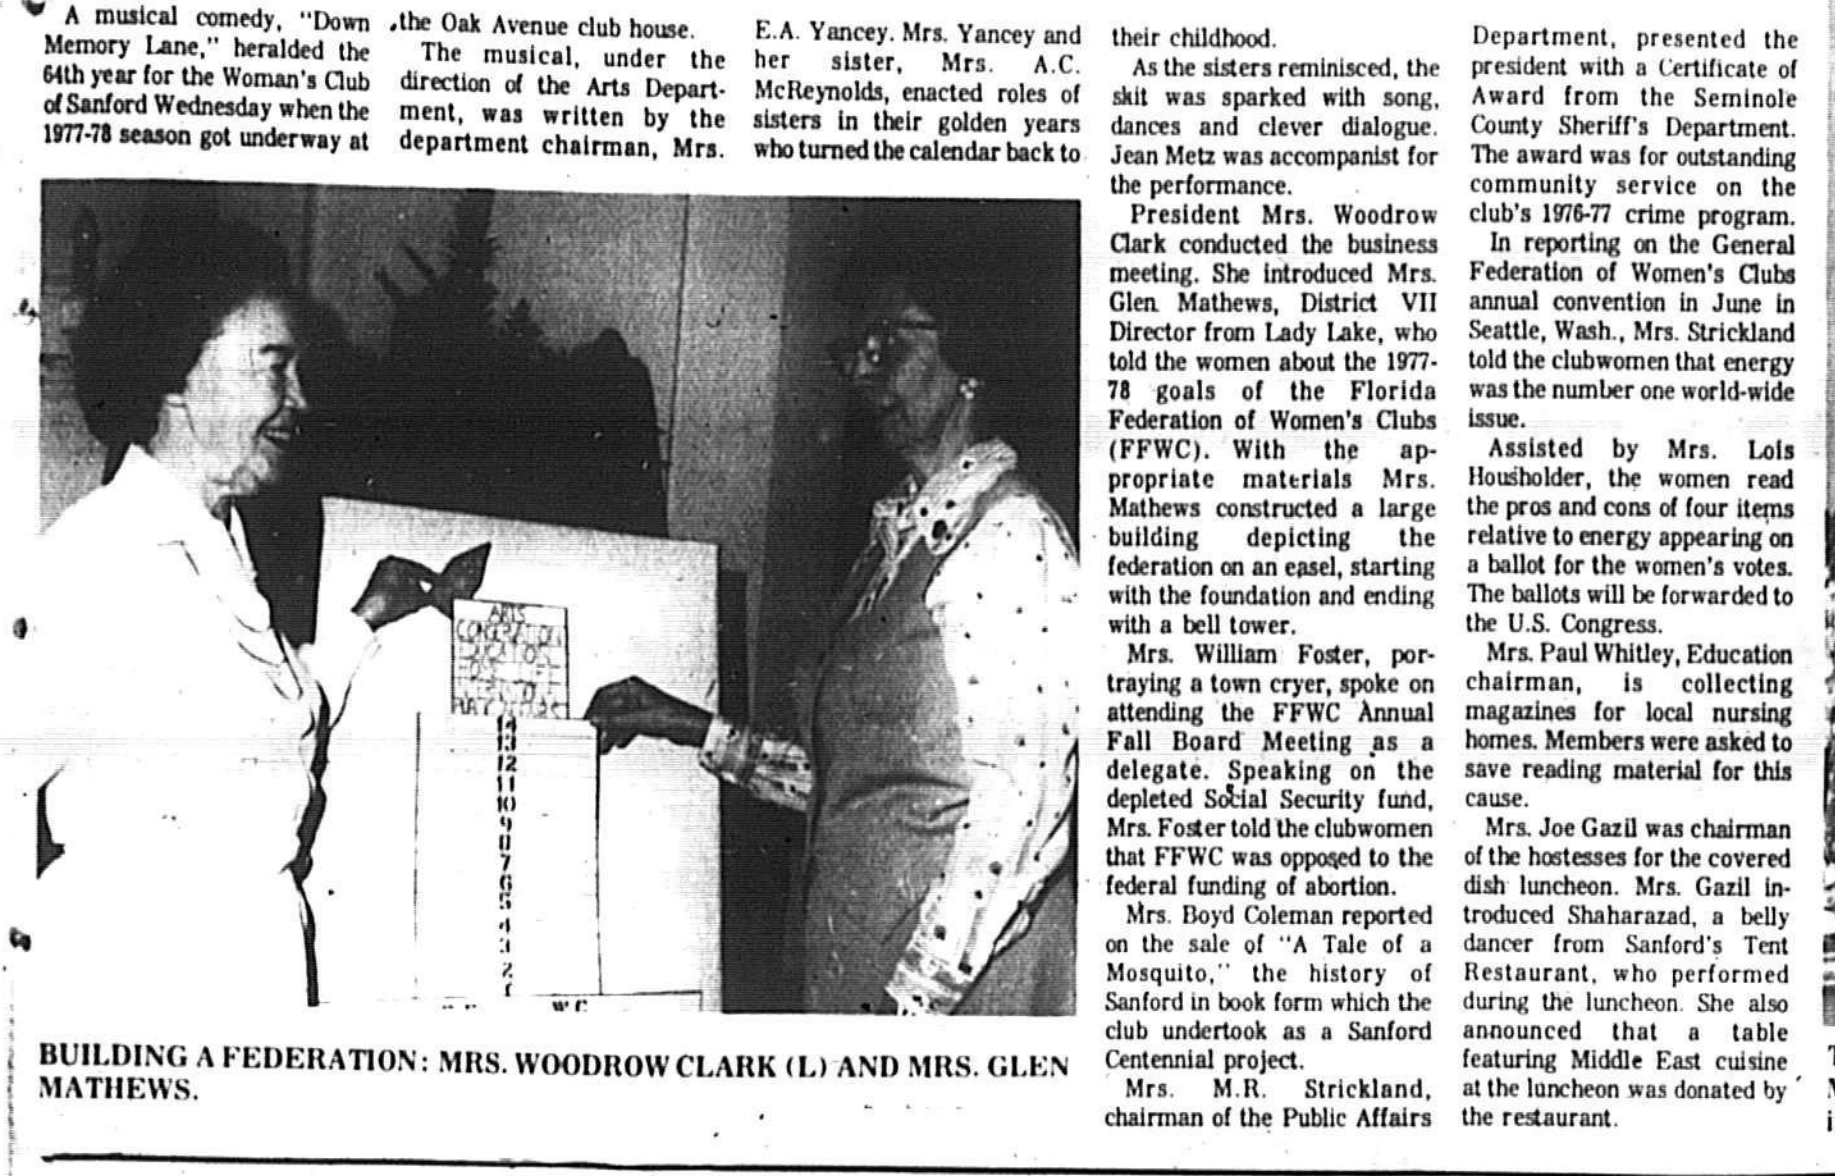 A musical comedy, "Down
Memory Lane," heralded the
64th year for the Woman's Club
of Sanford Wednesday when the
1977-78 season got underway at
the Oak Avenue club house.
The musical, under the
direction of the Arts Depart-
ment, was written by the
department chairman, Mrs.
E.A. Yancey. Mrs. Yancey and
her sister, Mrs. A.C.
McReynolds, enacted roles of
sisters in their golden years
who turned the calendar back to
their childhood.
As the sisters reminisced, the
skit was sparked with song,
dances and clever dialogue.
Jean Metz was accompanist for
the performance.
President Mrs. Woodrow
Clark conducted the business
meeting. She introduced Mrs.
Glen Mathews, District VII
Director from Lady Lake, who
told the women about the 1977-
78 goals of the Florida
Federation of Women's Clubs
(FFWC). With the ap-
propriate materials Mrs.
Mathews constructed a large
building depicting the
federation on an easel, starting
with the foundation and ending
with a bell tower.
Mrs. William Foster, por-
traying a town cryer, spoke on
attending the FFWC Annual
Fall Board Meeting as a
delegate. Speaking on the
depleted Social Security fund,
Mrs. Foster told the clubwomen
that FFWC was opposed to the
federal funding of abortion.
Mrs. Boyd Coleman reported
on the sale of "A Tale of a
Mosquito," the history of
Sanford in book form which the
club undertook as a Sanford
Centennial project.
Mrs. M.R. Strickland,
chairman of the Public Affairs
Department, presented the
president with a Certificate of
Award from the Seminole
County Sheriff's Department.
The award was for outstanding
community service on the
club's 1976-77 crime program.
In reporting on the General
Federation of Women's Clubs
annual convention in June in
Seattle, Wash., Mrs. Strickland
told the clubwomen that energy
was the number one world-wide
issue.
Assisted by Mrs. Lois
Housholder, the women read
the pros and cons of four items
relative to energy appearing on
a ballot for the women's votes.
The ballots will be forwarded to
the U.S. Congress.
Mrs. Paul Whitley, Education
chairman, is collecting
magazines for local nursing
homes. Members were asked to
save reading material for this
cause.
Mrs. Joe Gazil was chairman
of the hostesses for the covered
dish luncheon. Mrs. Gazil in-
troduced Shaharazad, a belly
dancer from Sanford's Tent
Restaurant, who performed
during the luncheon. She also
announced that a table
featuring Middle East cuisine
at the luncheon was donated by
the restaurant.
ARTS
14
13
12
11
10
9
8
7
6
5
4
3
2
1
BUILDING A FEDERATION: MRS. WOODROW CLARK (L) AND MRS. GLEN
MATHEWS.